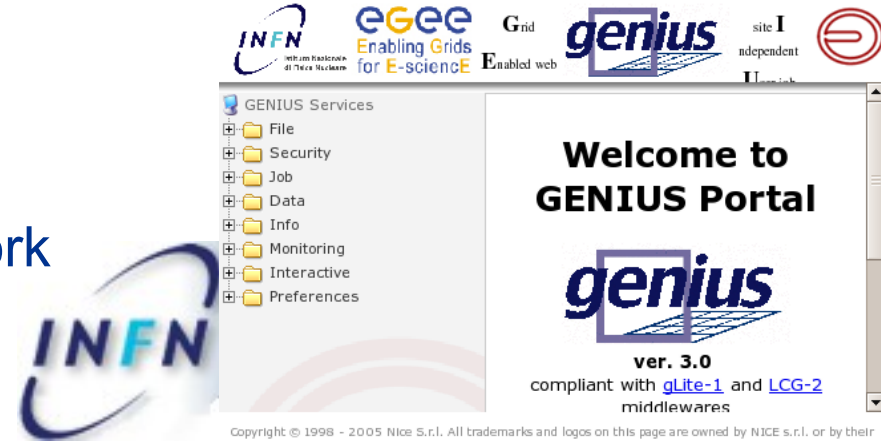 INFN
Istituto Nazionale
di Fisica Nucleare
eGee
Enabling Grids
for E-sciencE
Grid
Enabled web
genius
site I
ndependent
GENIUS Services
File
Security
Job
Data
Info
Monitoring
Interactive
Preferences
Welcome to
GENIUS Portal
genius
ver. 3.0
compliant with gLite-1 and LCG-2
middlewares
rk
INFN
Copyright © 1998 - 2005 Nice S.r.l. All trademarks and logos on this page are owned by NICE s.r.l. or by their